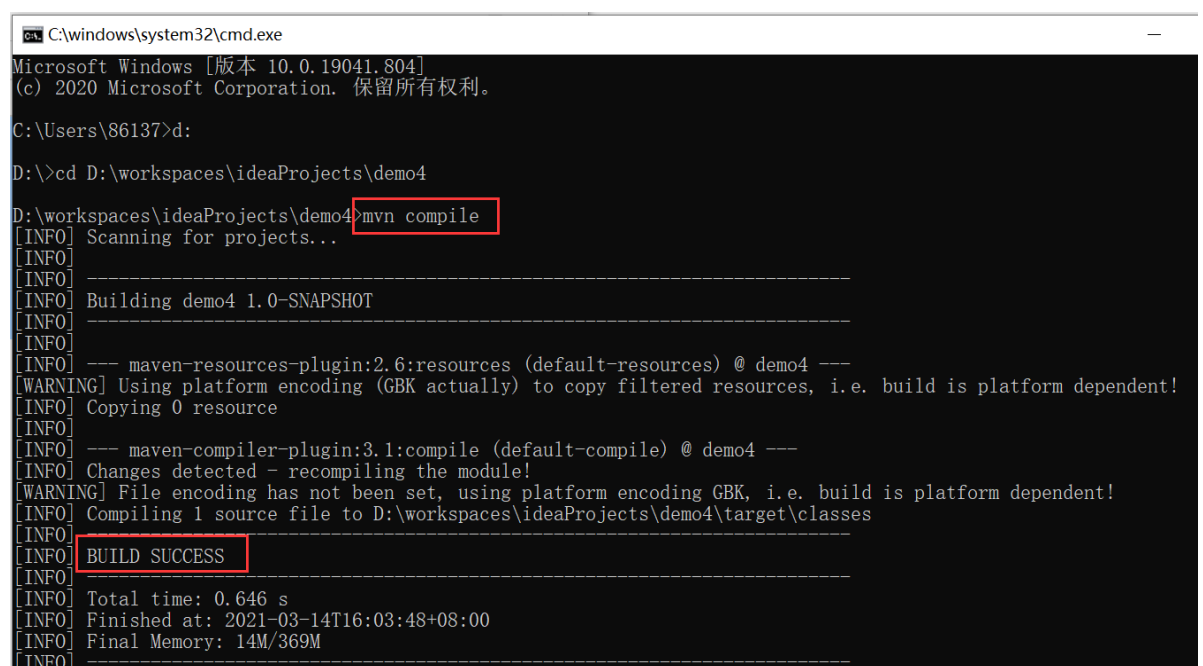 C:\windows\system32\cmd.exe
Microsoft Windows [版本 10.0.19041.804]
(c) 2020 Microsoft Corporation. 保留所有权利。
C:\Users\86137>d:
D:\>cd D:\workspaces\ideaProjects\demo4
D:\workspaces\ideaProjects\demo4>mvn compile
[INFO] Scanning for projects...
[INFO]
[INFO] ------------------------------------------------------------------------
[INFO] Building demo4 1.0-SNAPSHOT
[INFO] ------------------------------------------------------------------------
[INFO]
[INFO] --- maven-resources-plugin:2.6:resources (default-resources) @ demo4 ---
[WARNING] Using platform encoding (GBK actually) to copy filtered resources, i.e. build is platform dependent!
[INFO] Copying 0 resource
[INFO]
[INFO] --- maven-compiler-plugin:3.1:compile (default-compile) @ demo4 ---
[INFO] Changes detected - recompiling the module!
[WARNING] File encoding has not been set, using platform encoding GBK, i.e. build is platform dependent!
[INFO] Compiling 1 source file to D:\workspaces\ideaProjects\demo4\target\classes
[INFO] ------------------------------------------------------------------------
[INFO] BUILD SUCCESS
[INFO] ------------------------------------------------------------------------
[INFO] Total time: 0.646 s
[INFO] Finished at: 2021-03-14T16:03:48+08:00
[INFO] Final Memory: 14M/369M
[INFO] ------------------------------------------------------------------------